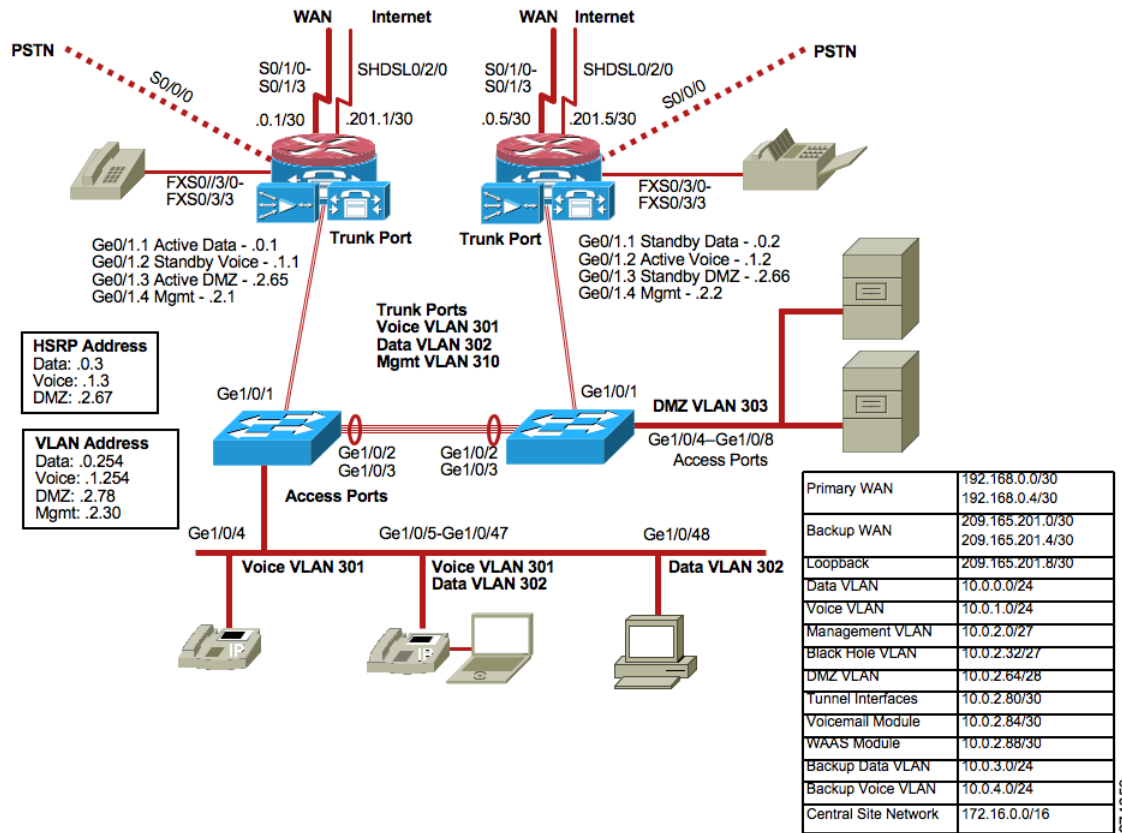 WAN Internet
WAN Internet
PSTN
PSTN
S0/0/0
S0/1/0-
S0/1/3
SHDSL0/2/0
S0/1/0-
S0/1/3
SHDSL0/2/0
S0/0/0
.0.1/30
.201.1/30
.0.5/30
.201.5/30
FXS0//3/0-
FXS0/3/3
FXS0/3/0-
FXS0/3/3
Trunk Port
Trunk Port
Ge0/1.1 Active Data - .0.1
Ge0/1.2 Standby Voice - .1.1
Ge0/1.3 Active DMZ - .2.65
Ge0/1.4 Mgmt - .2.1
Ge0/1.1 Standby Data - .0.2
Ge0/1.2 Active Voice - .1.2
Ge0/1.3 Standby DMZ - .2.66
Ge0/1.4 Mgmt - .2.2
Trunk Ports
Voice VLAN 301
Data VLAN 302
Mgmt VLAN 310
HSRP Address
Data: .0.3
Voice: .1.3
DMZ: .2.67
VLAN Address
Data: .0.254
Voice: .1.254
DMZ: .2.78
Mgmt: .2.30
Ge1/0/1
Ge1/0/1
Ge1/0/2
Ge1/0/3
Ge1/0/2
Ge1/0/3
DMZ VLAN 303
Ge1/0/4–Ge1/0/8
Access Ports
Access Ports
Ge1/0/4
Ge1/0/5-Ge1/0/47
Ge1/0/48
Voice VLAN 301
Voice VLAN 301
Data VLAN 302
Data VLAN 302
IP
IP
Primary WAN 192.168.0.0/30
192.168.0.4/30
Backup WAN 209.165.201.0/30
209.165.201.4/30
Loopback 209.165.201.8/30
Data VLAN 10.0.0.0/24
Voice VLAN 10.0.1.0/24
Management VLAN 10.0.2.0/27
Black Hole VLAN 10.0.2.32/27
DMZ VLAN 10.0.2.64/28
Tunnel Interfaces 10.0.2.80/30
Voicemail Module 10.0.2.84/30
WAAS Module 10.0.2.88/30
Backup Data VLAN 10.0.3.0/24
Backup Voice VLAN 10.0.4.0/24
Central Site Network 172.16.0.0/16